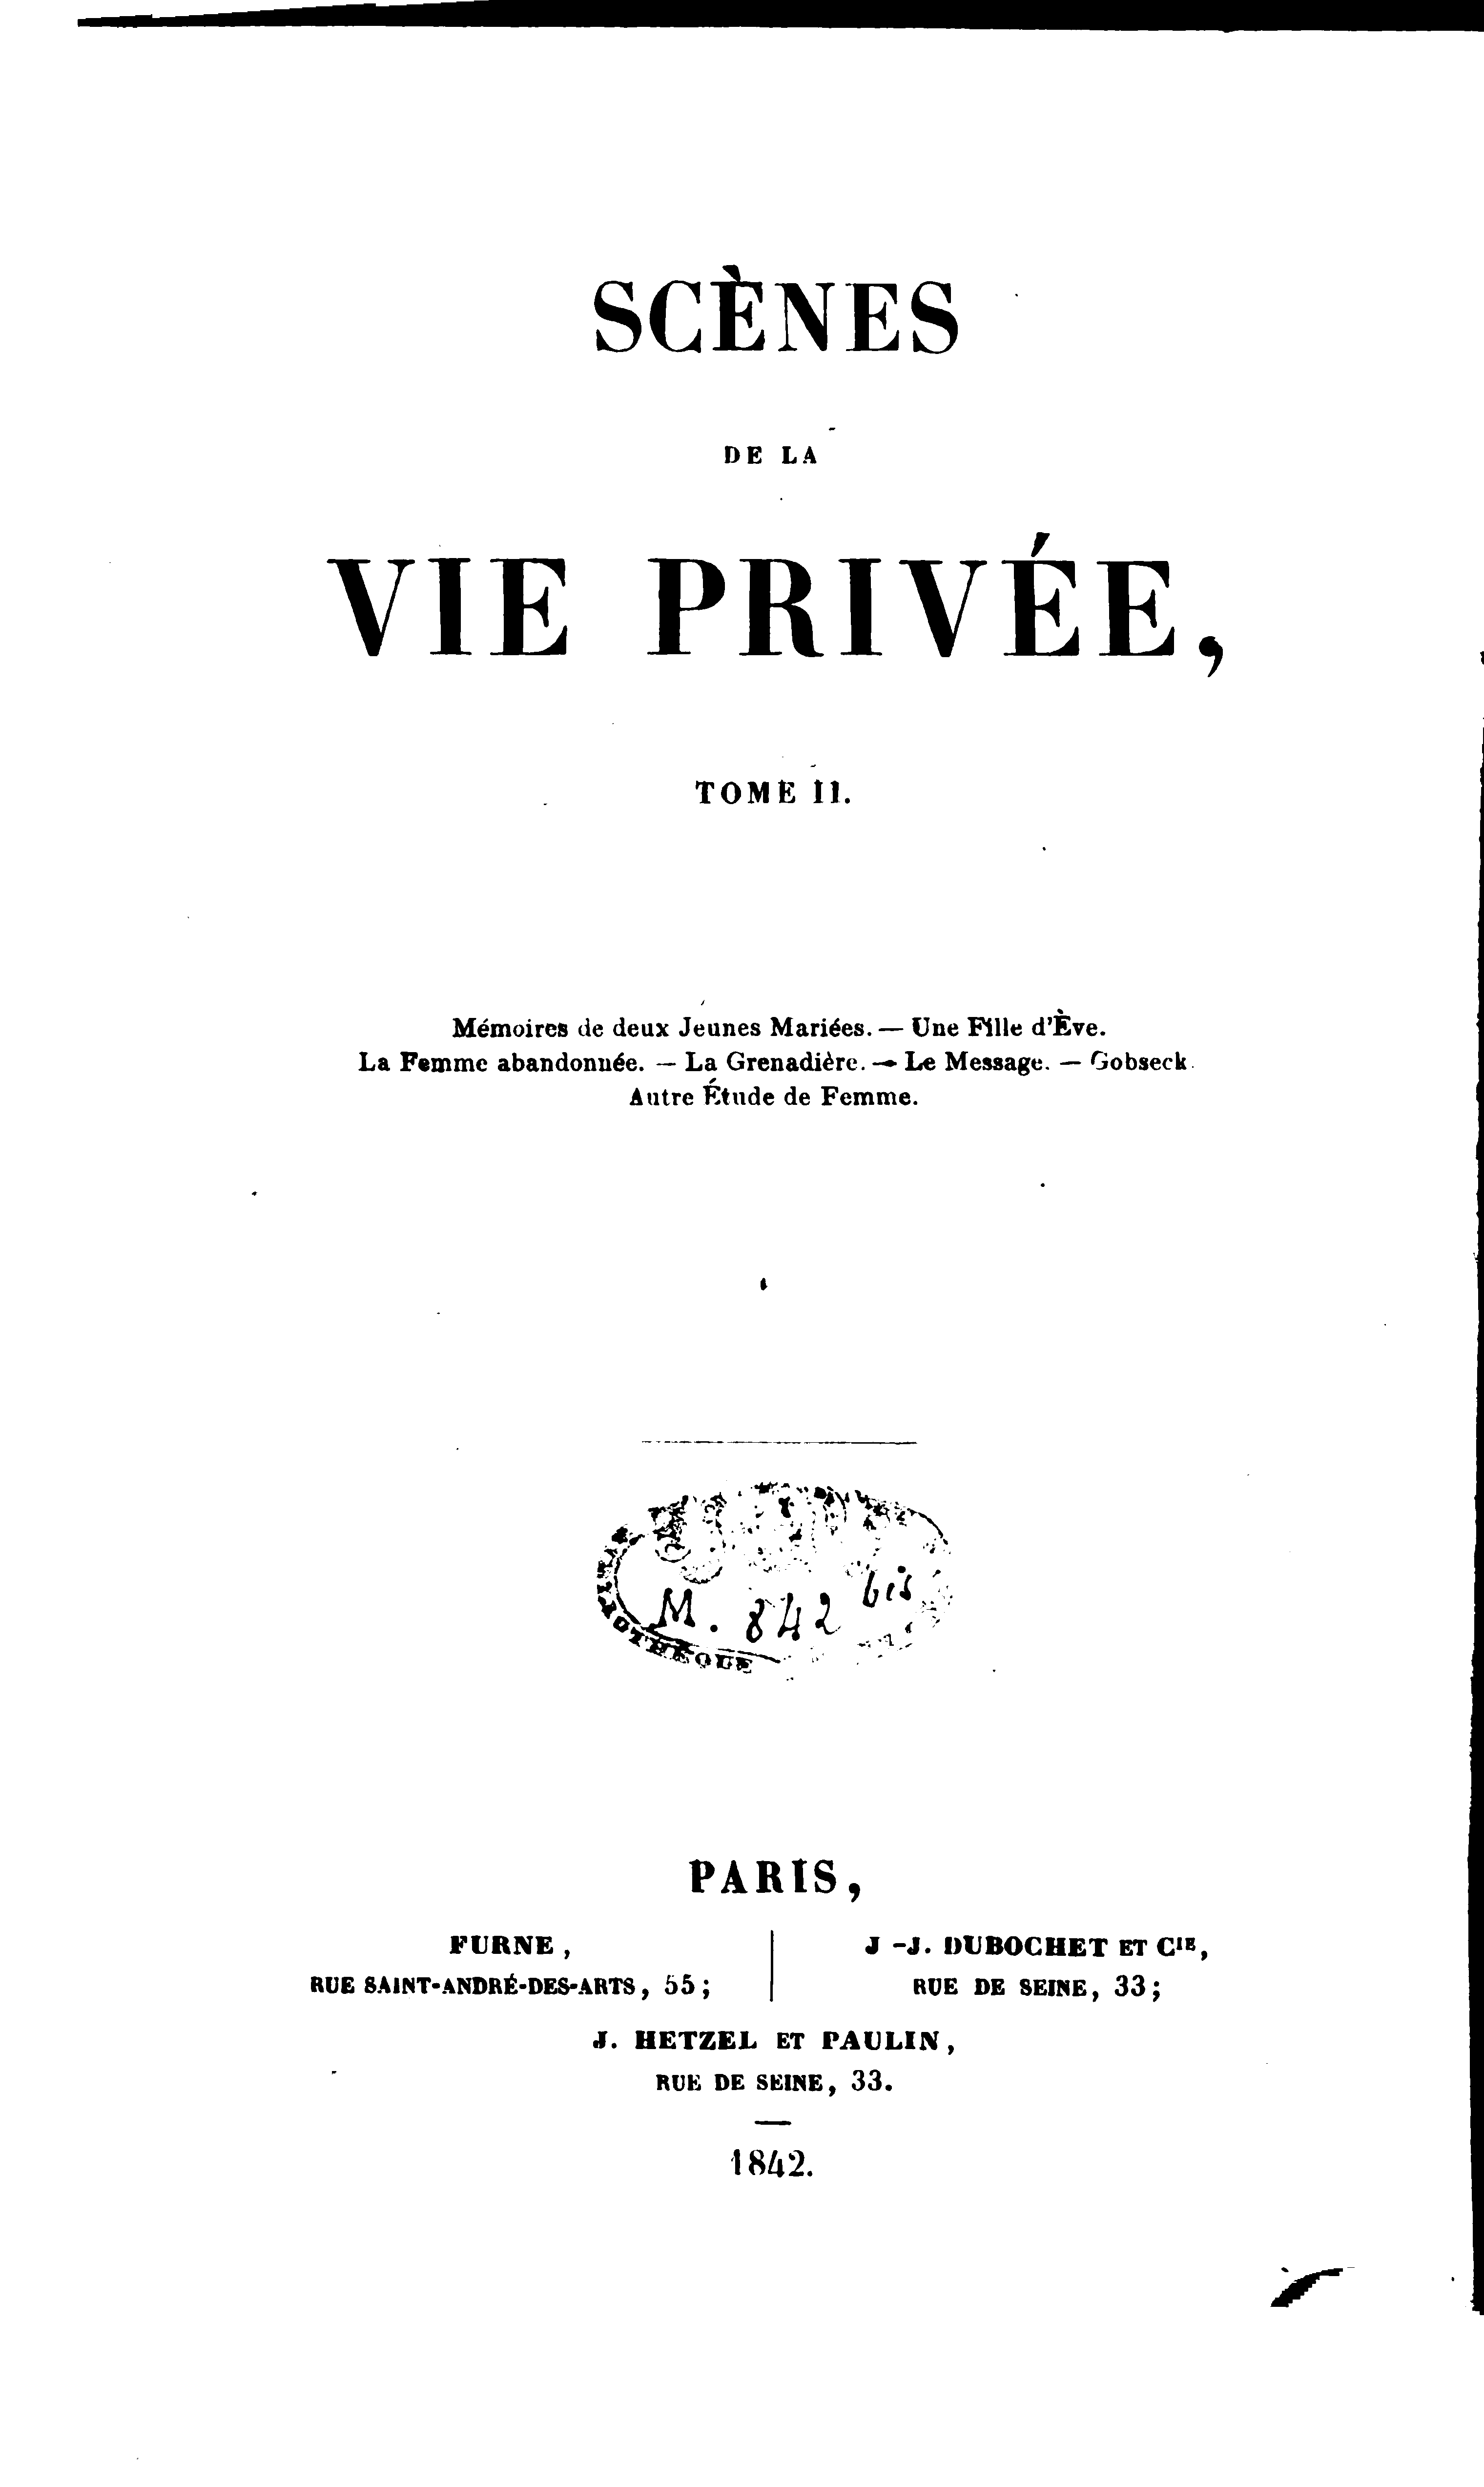 SCÈNES
DE LA
VIE PRIVÉE,
TOME II.
Mémoires de deux Jeunes Mariées. — Une Fille d'Ève.
La Femme abandonnée. — La Grenadière. — Le Message. — Gobseck.
Autre Étude de Femme.
M. 842 bis
PARIS,
FURNE,
RUE SAINT-ANDRÉ-DES-ARTS, 55;
J.-J. DUBOCHET ET CIE,
RUE DE SEINE, 33;
J. HETZEL ET PAULIN,
RUE DE SEINE, 33.
1842.